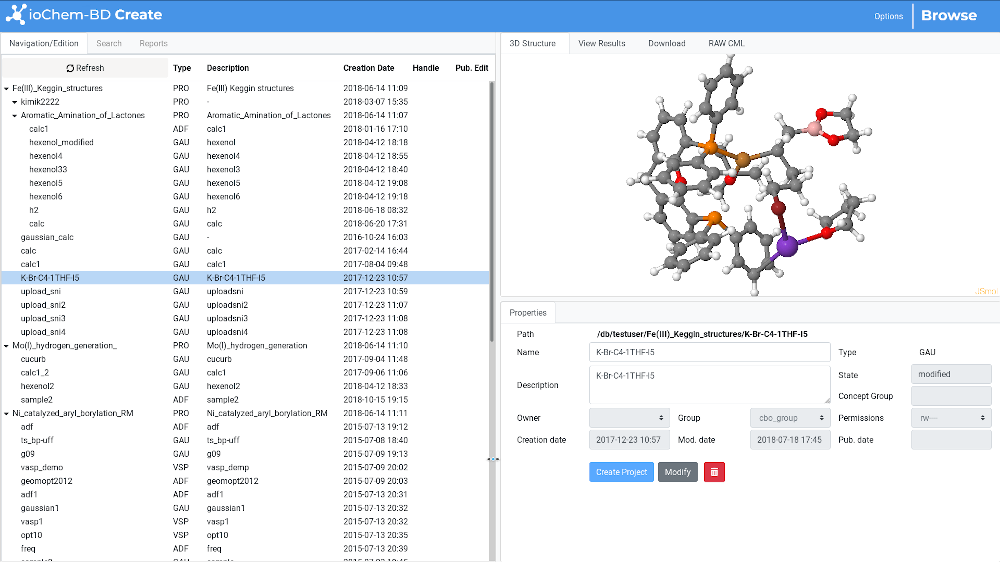 ioChem-BD Create
Options
Browse
Navigation/Edition Search Reports
Refresh Type Description Creation Date Handle Pub. Edit
Fe(III)_Keggin_structures PRO Fe(III) Keggin structures 2018-06-14 11:09
kimik2222 PRO - 2018-03-07 15:35
Aromatic_Amination_of_Lactones PRO Aromatic_Amination_of_Lactones 2018-06-14 11:07
calc1 ADF calc1 2018-01-16 17:10
hexenol_modified GAU hexenol 2018-04-12 18:18
hexenol4 GAU hexenol4 2018-04-12 18:55
hexenol33 GAU hexenol3 2018-04-12 18:40
hexenol5 GAU hexenol5 2018-04-12 19:08
hexenol6 GAU hexenol6 2018-04-12 19:18
h2 GAU h2 2018-06-18 08:32
calc GAU calc 2018-06-20 17:31
gaussian_calc GAU - 2016-10-24 16:03
calc GAU calc 2017-02-14 16:44
calc1 GAU calc1 2017-08-04 09:48
K-Br-C4-1THF-I5 GAU K-Br-C4-1THF-I5 2017-12-23 10:57
upload_sni GAU uploadsni 2017-12-23 10:59
upload_sni2 GAU uploadsni2 2017-12-23 11:07
upload_sni3 GAU uploadsni3 2017-12-23 11:08
upload_sni4 GAU uploadsni4 2017-12-23 11:08
Mo(I)_hydrogen_generation_ PRO Mo(I)_hydrogen_generation 2018-06-14 11:10
cucurb GAU cucurb 2017-09-04 11:48
calc1_2 GAU calc1 2017-09-06 11:06
hexenol2 GAU hexenol2 2018-04-12 18:33
sample2 ADF sample2 2018-10-15 19:15
Ni_catalyzed_aryl_borylation_RM PRO Ni_catalyzed_aryl_borylation_RM 2018-06-14 11:11
adf ADF adf 2015-07-13 19:12
ts_bp-uff GAU ts_bp-uff 2015-07-08 18:40
g09 GAU g09 2015-07-09 19:13
vasp_demo VSP vasp_demp 2015-07-09 20:02
geomopt2012 ADF geomopt2012 2015-07-09 20:03
adf1 ADF adf1 2015-07-13 20:31
gaussian1 GAU gaussian1 2015-07-13 20:32
vasp1 VSP vasp1 2015-07-13 20:32
opt10 VSP opt10 2015-07-13 20:35
freq ADF freq 2015-07-13 20:39
3D Structure View Results Download RAW CML
JSmol
Properties
Path /db/testuser/Fe(III)_Keggin_structures/K-Br-C4-1THF-I5
Name K-Br-C4-1THF-I5 Type GAU
Description K-Br-C4-1THF-I5 State modified
Concept Group
Owner Group cbo_group Permissions rw----
Creation date 2017-12-23 10:57 Mod. date 2018-07-18 17:45 Pub. date
Create Project Modify